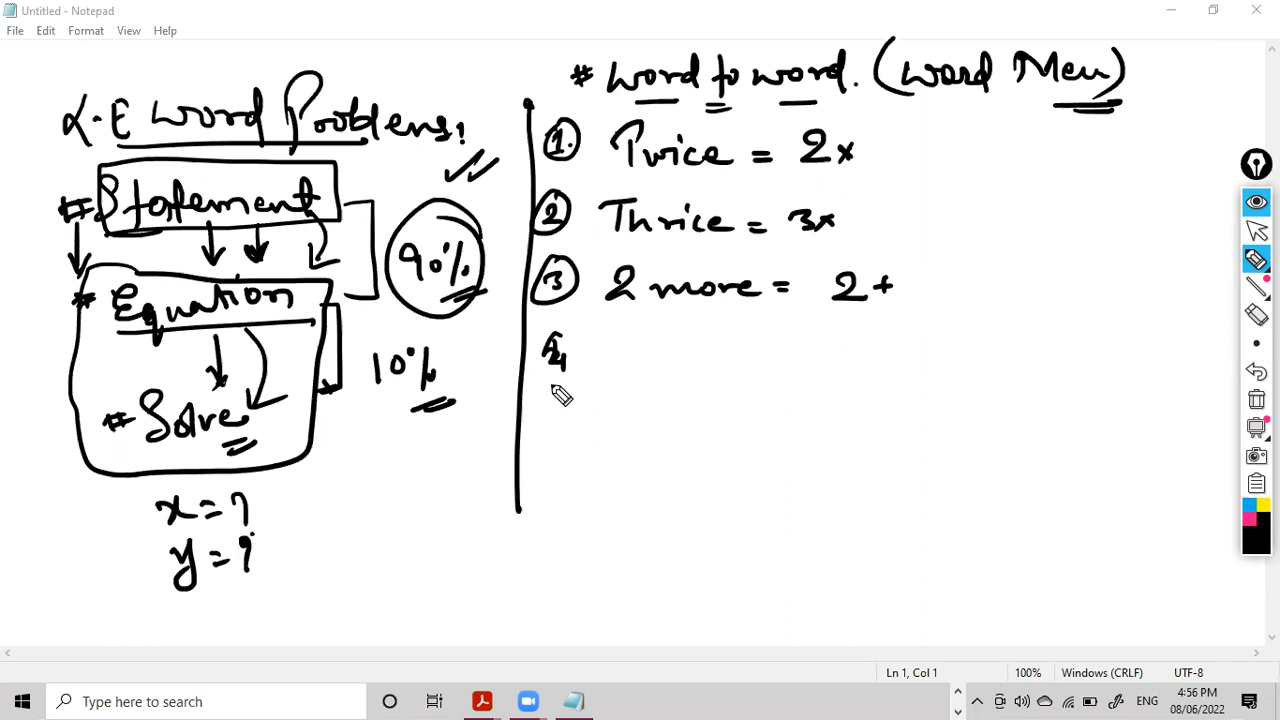 Untitled - Notepad
File Edit Format View Help
L.E word Problems!
# Statement
90%
# Equation
10%
# Solve
x = ?
y = ?
# word to word. (word Men)
1. Twice = 2x
2 Thrice = 3x
3 2 more = 2 +
4
Ln 1, Col 1 100% Windows (CRLF) UTF-8
Type here to search
ENG
4:56 PM
08/06/2022